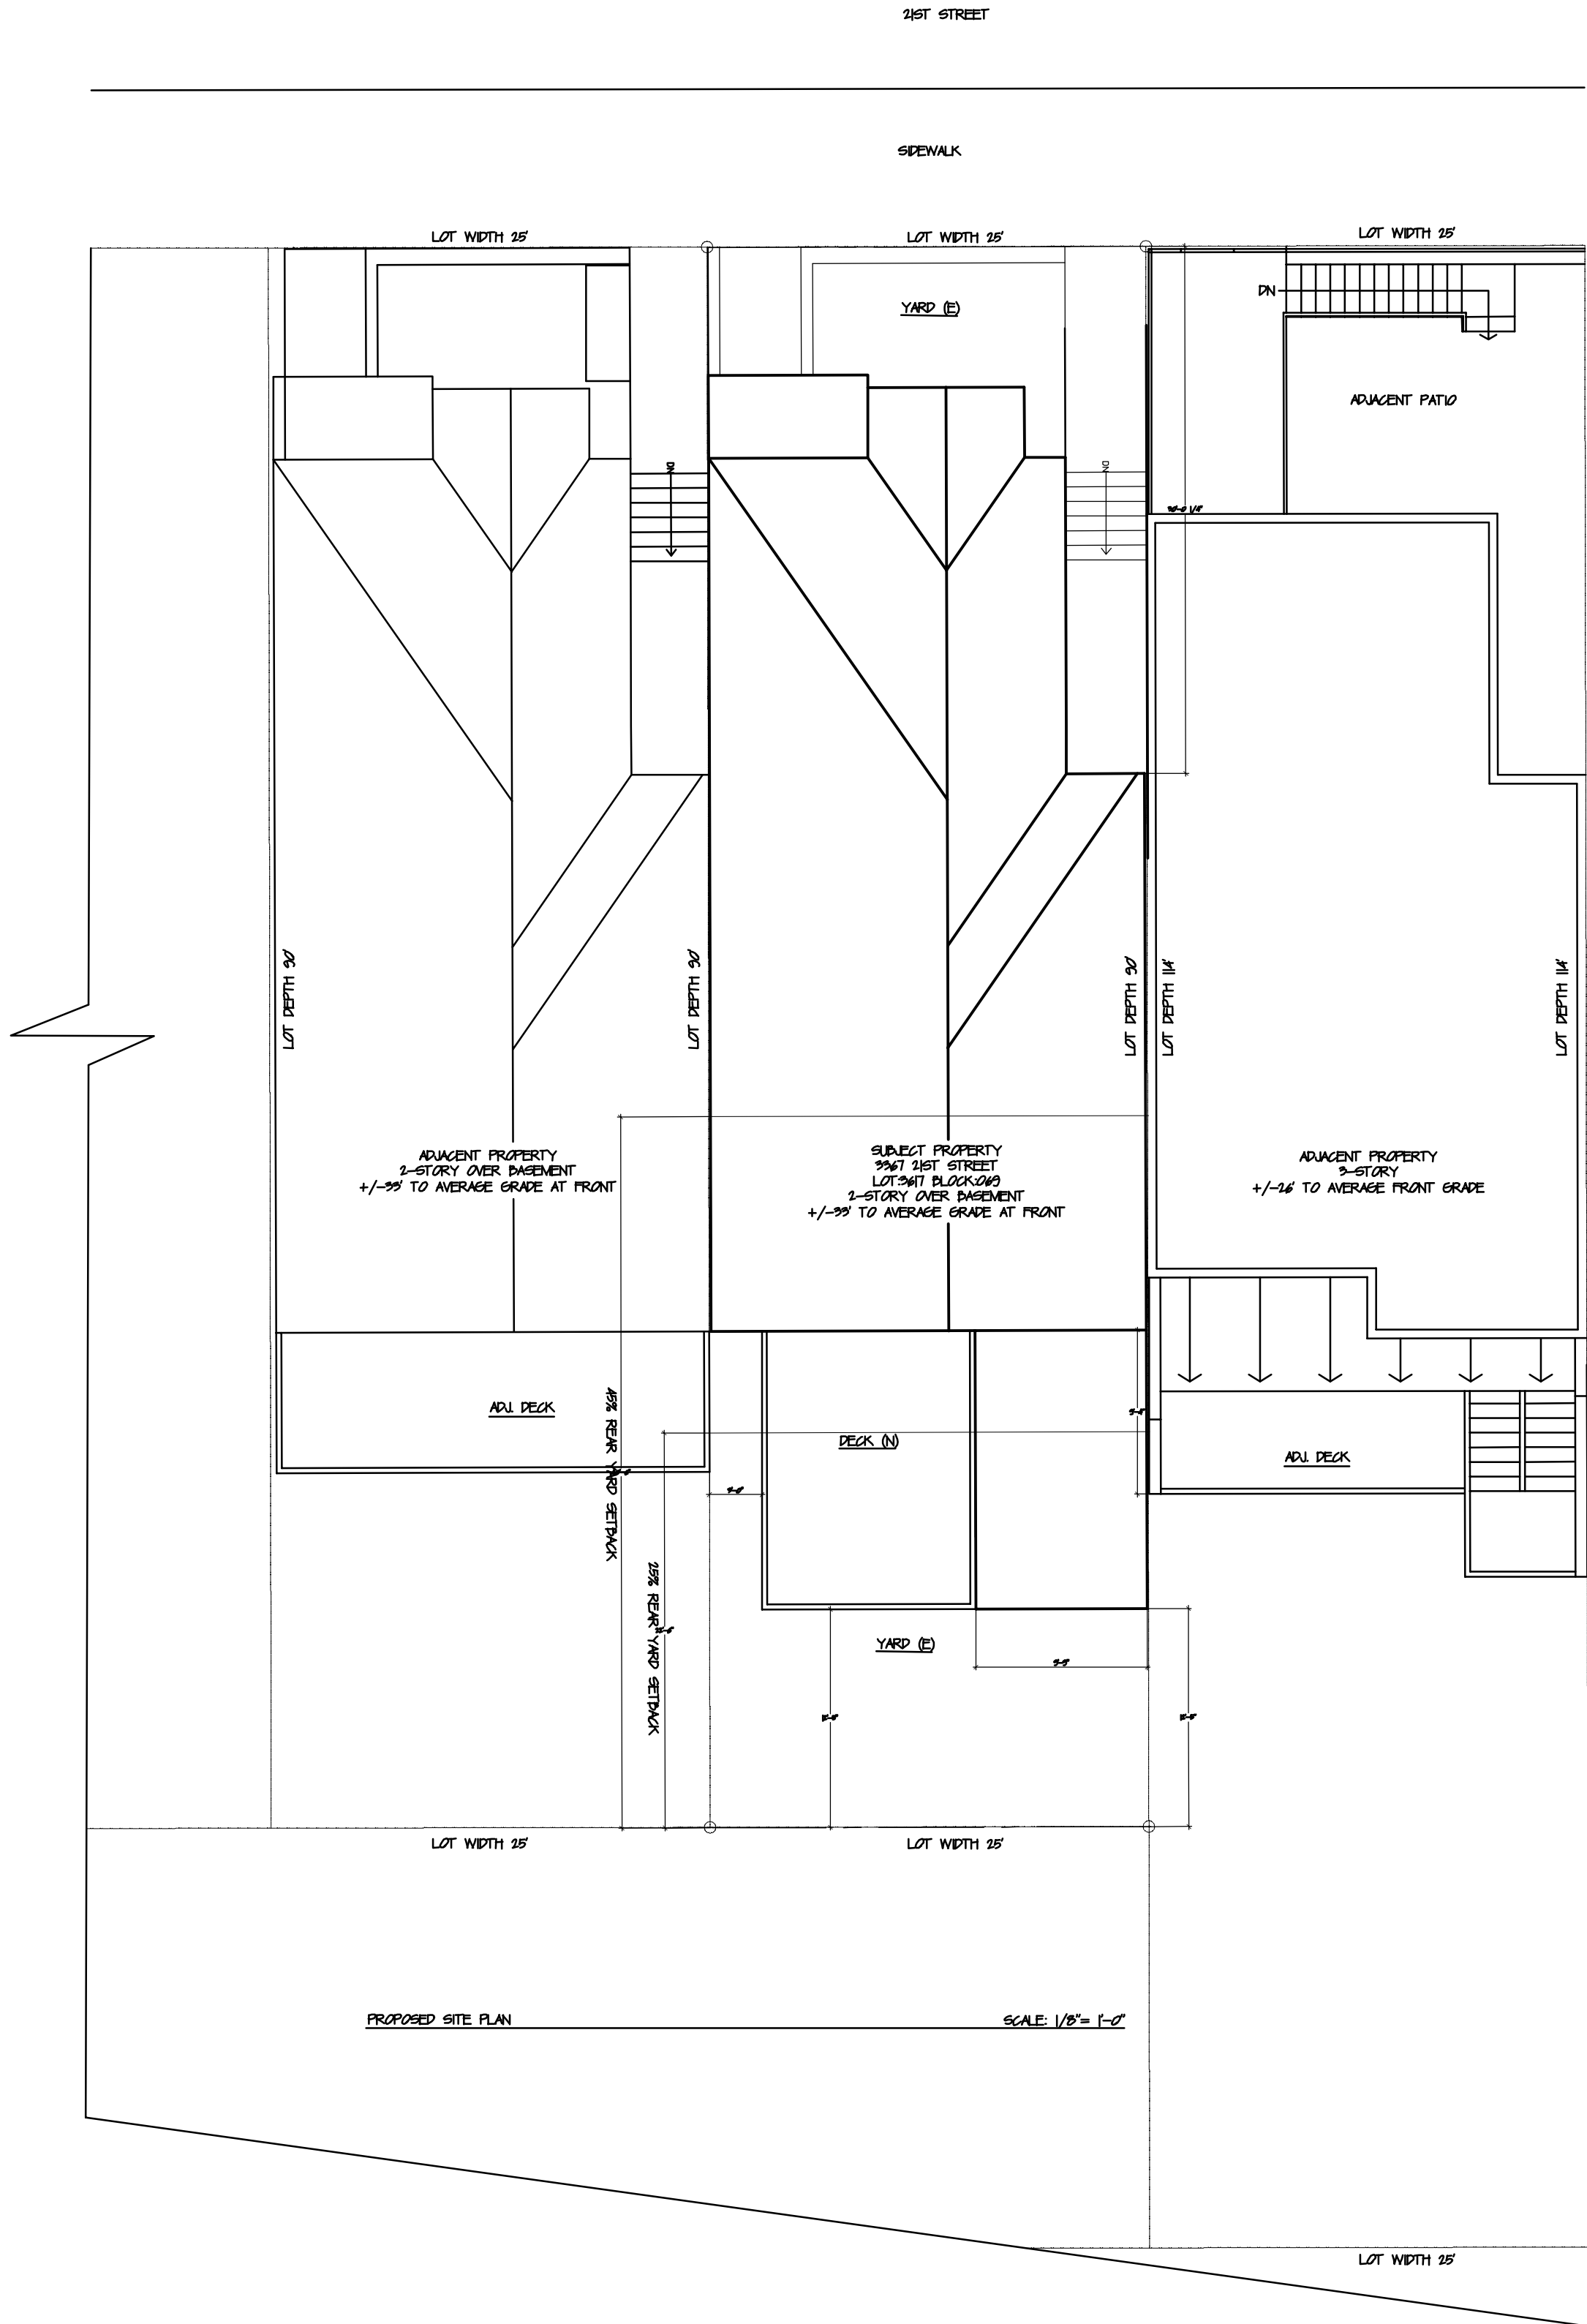 21ST STREET
SIDEWALK
LOT WIDTH 25'
LOT WIDTH 25'
LOT WIDTH 25'
YARD (E)
DN
ADJACENT PATIO
DN
DN
LOT DEPTH 90'
LOT DEPTH 90'
LOT DEPTH 90'
LOT DEPTH 114'
LOT DEPTH 114'
ADJACENT PROPERTY
2-STORY OVER BASEMENT
+/-33' TO AVERAGE GRADE AT FRONT
SUBJECT PROPERTY
3367 21ST STREET
LOT:3617 BLOCK:069
2-STORY OVER BASEMENT
+/-33' TO AVERAGE GRADE AT FRONT
ADJACENT PROPERTY
3-STORY
+/-26' TO AVERAGE FRONT GRADE
ADJ. DECK
45% REAR YARD SETBACK
DECK (N)
ADJ. DECK
25% REAR YARD SETBACK
YARD (E)
LOT WIDTH 25'
LOT WIDTH 25'
PROPOSED SITE PLAN
SCALE: 1/8"= 1'-0"
LOT WIDTH 25'